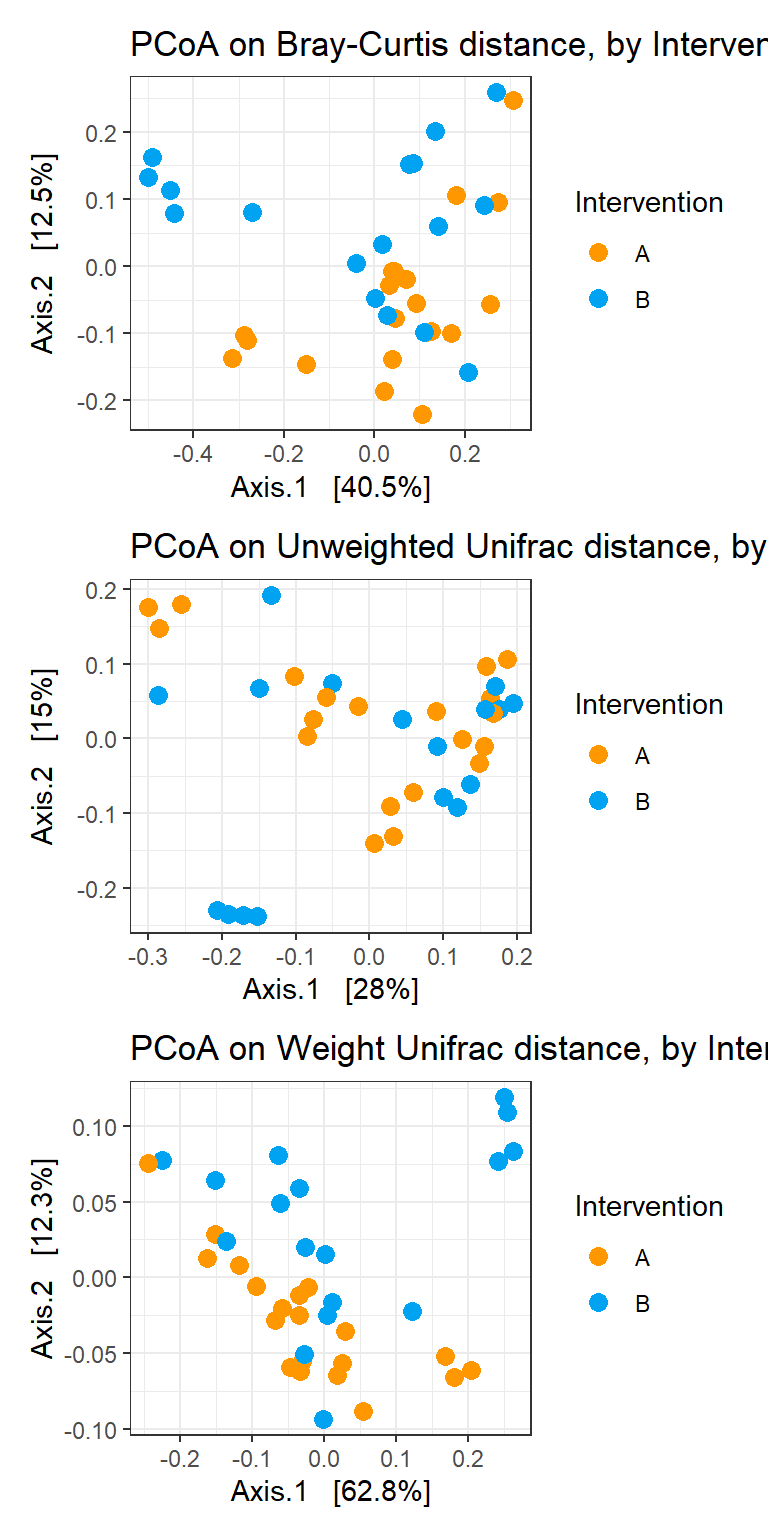 PCoA on Bray-Curtis distance, by Interven
0.2
0.1
0.0
-0.1
-0.2
Axis.2 [12.5%]
-0.4 -0.2 0.0 0.2
Axis.1 [40.5%]
Intervention
A
B
PCoA on Unweighted Unifrac distance, by
0.2
0.1
0.0
-0.1
-0.2
Axis.2 [15%]
-0.3 -0.2 -0.1 0.0 0.1 0.2
Axis.1 [28%]
Intervention
A
B
PCoA on Weight Unifrac distance, by Inter
0.10
0.05
0.00
-0.05
-0.10
Axis.2 [12.3%]
-0.2 -0.1 0.0 0.1 0.2
Axis.1 [62.8%]
Intervention
A
B